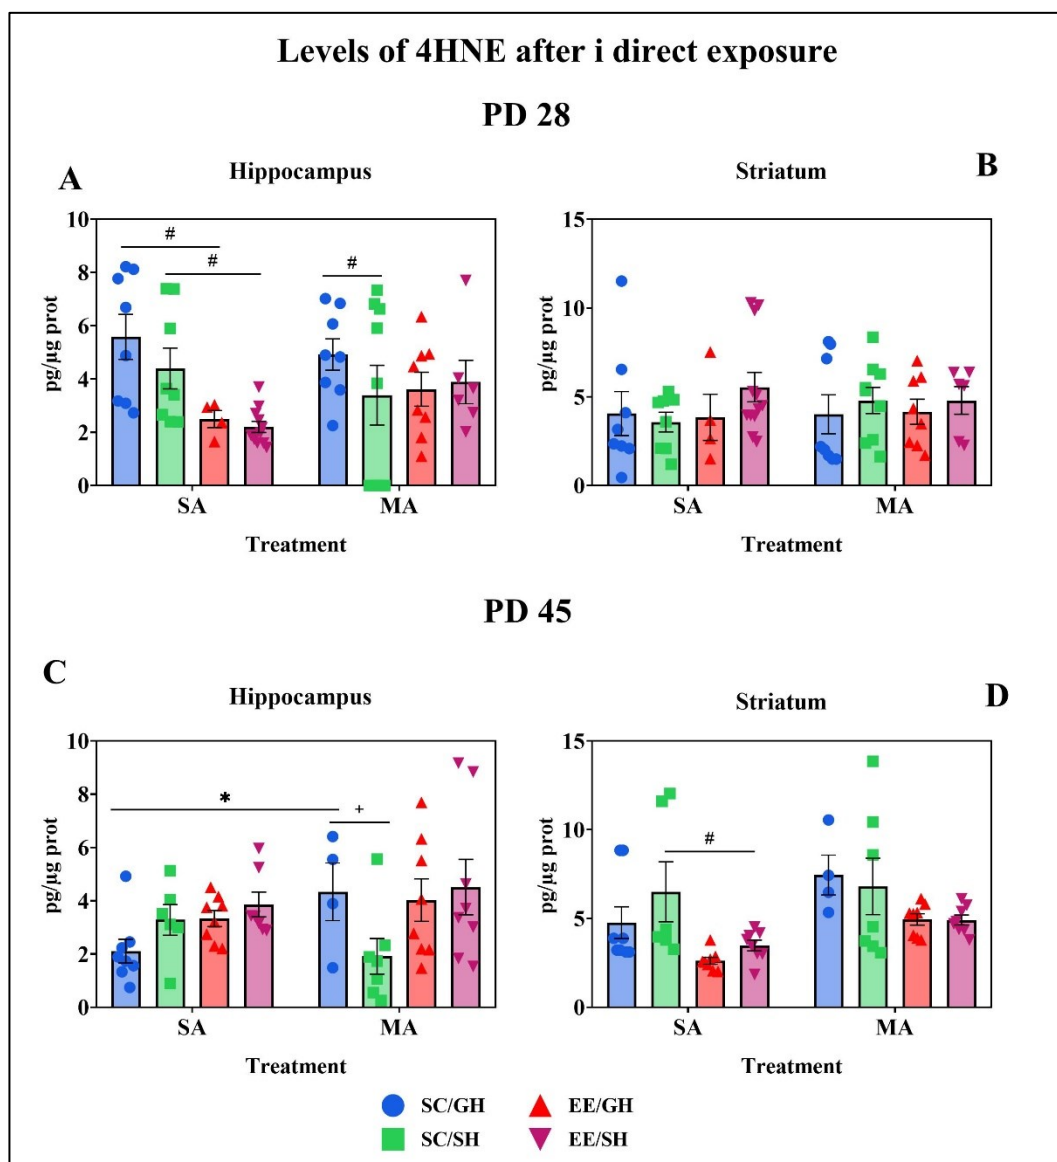 Levels of 4HNE after i direct exposure
PD 28
A
Hippocampus
pg/µg prot
10
8
6
4
2
0
#
#
#
SA
MA
Treatment
B
Striatum
pg/µg prot
15
10
5
0
SA
MA
Treatment
PD 45
C
Hippocampus
pg/µg prot
10
8
6
4
2
0
*
+
SA
MA
Treatment
D
Striatum
pg/µg prot
15
10
5
0
#
SA
MA
Treatment
SC/GH
EE/GH
SC/SH
EE/SH